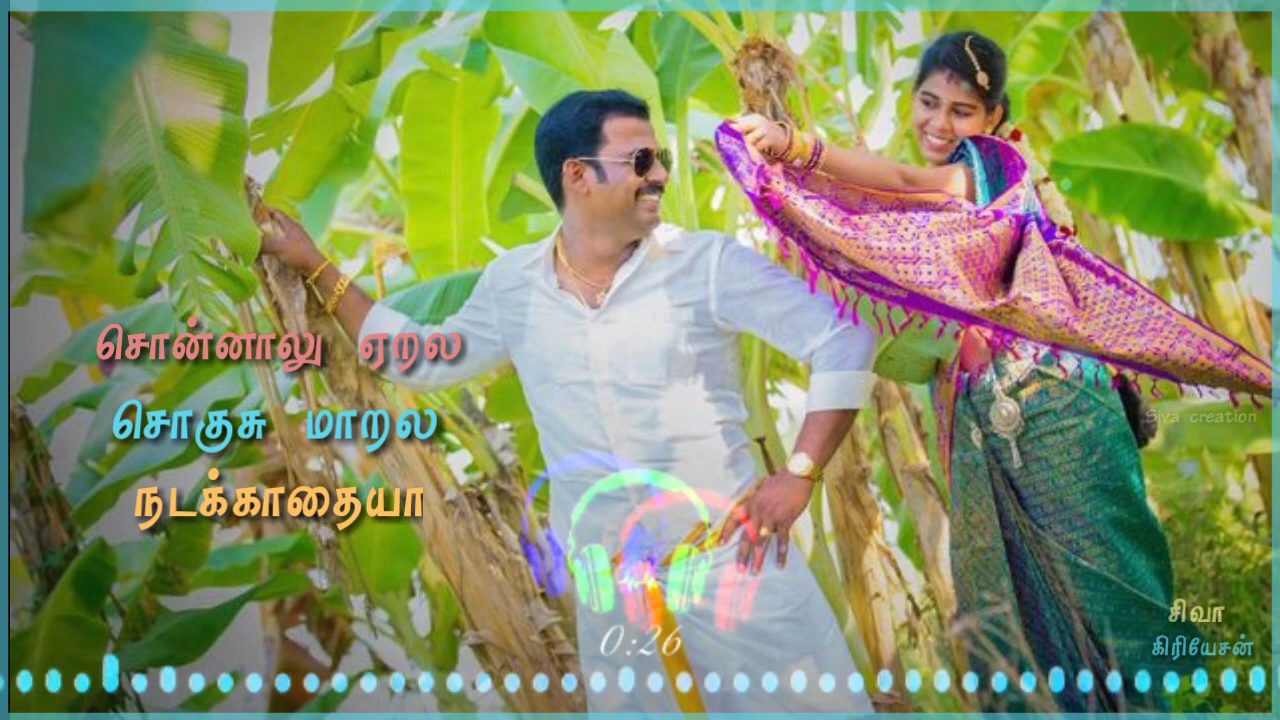 சொன்னாலு ஏறல
சொகுசு மாறல
நடக்காதையா
Siva creation
0:26
சிவா
கிரியேசன்